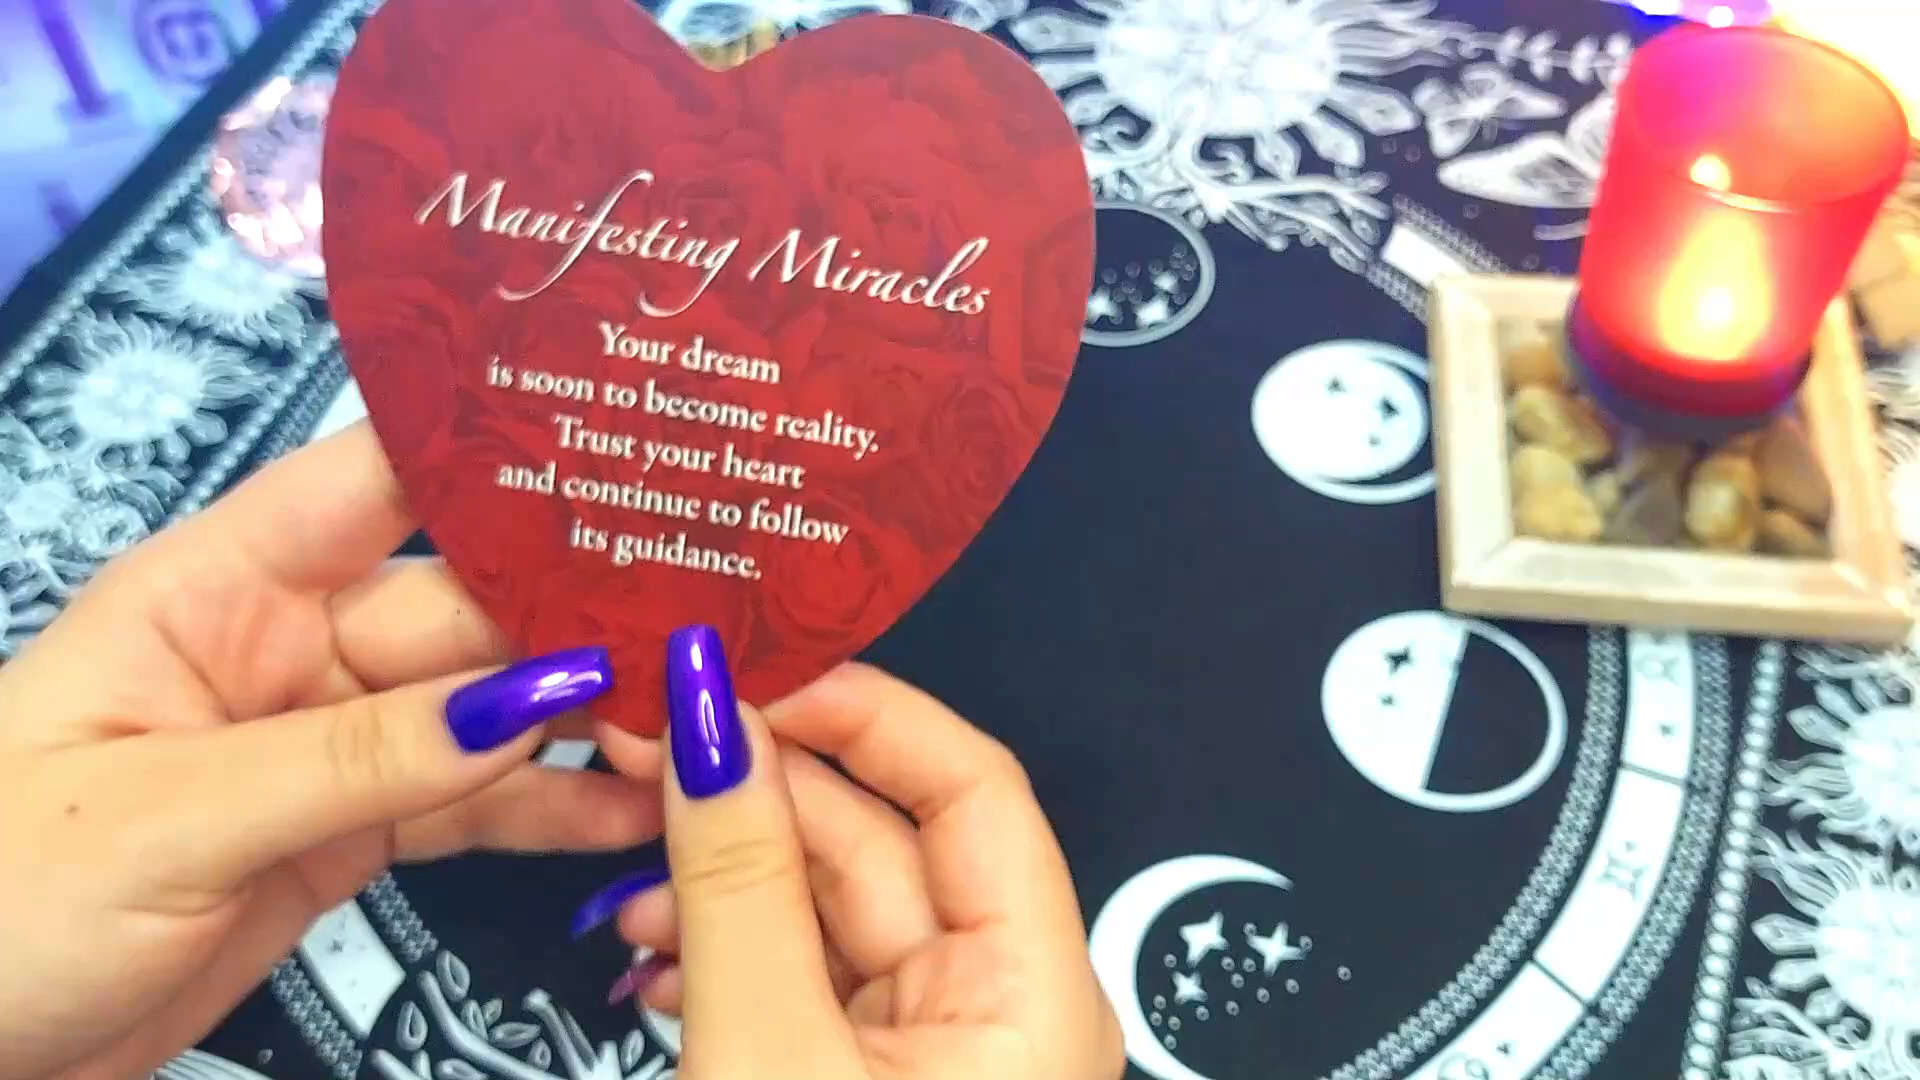 Manifesting Miracles
Your dream
is soon to become reality.
Trust your heart
and continue to follow
its guidance.